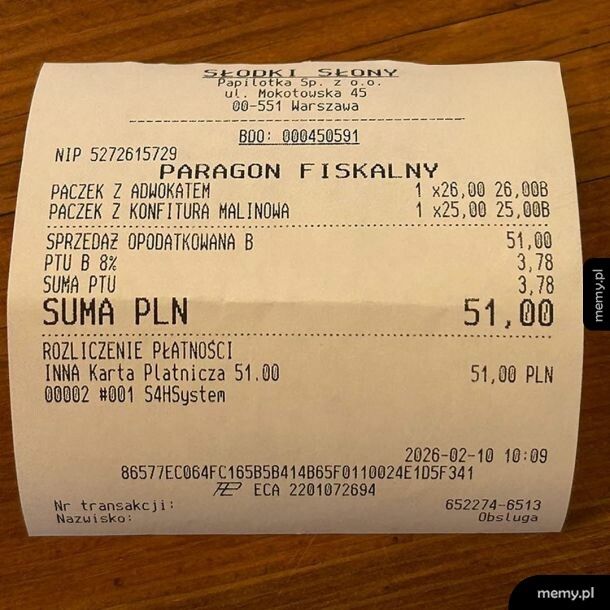 SŁODKI SŁONY
Papilotka Sp. z o.o.
ul. Mokotowska 45
00-551 Warszawa
BDO: 000450591
NIP 5272615729
PARAGON FISKALNY
PACZEK Z ADWOKATEM 1 x26,00 26,00B
PACZEK Z KONFITURA MALINOWA 1 x25,00 25,00B
SPRZEDAŻ OPODATKOWANA B 51,00
PTU B 8% 3,78
SUMA PTU 3,78
SUMA PLN 51,00
ROZLICZENIE PŁATNOŚCI
INNA Karta Platnicza 51.00 51,00 PLN
00002 #001 S4HSystem
2026-02-10 10:09
86577EC064FC165B5B414B65F0110024E1D5F341
ECA 2201072694
Nr transakcji: 652274-6513
Nazwisko: Obsluga
memy.pl
memy.pl